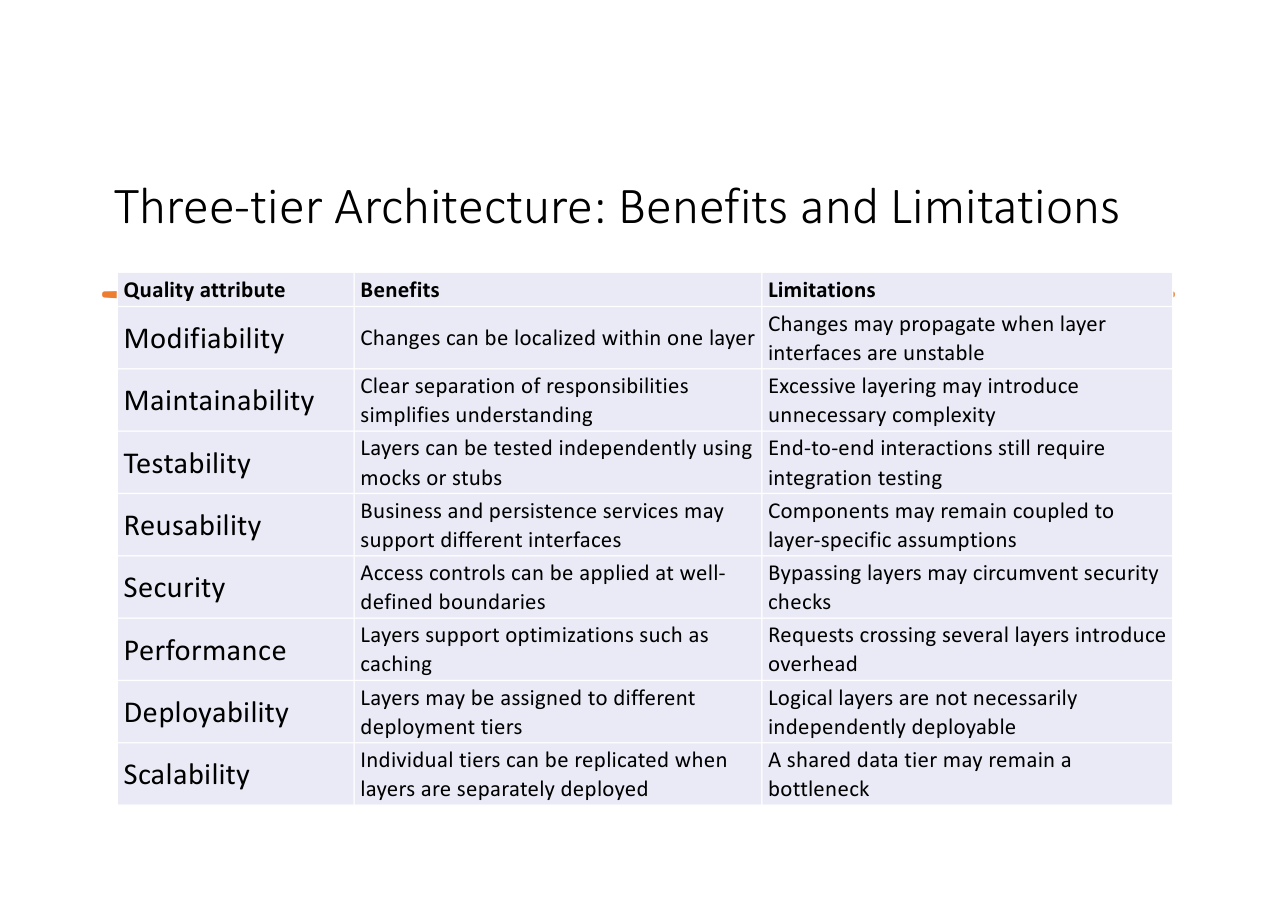 Three-tier Architecture: Benefits and Limitations
Quality attribute
Benefits
Limitations
Modifiability
Changes can be localized within one layer
Changes may propagate when layer
interfaces are unstable
Maintainability
Clear separation of responsibilities
simplifies understanding
Excessive layering may introduce
unnecessary complexity
Testability
Layers can be tested independently using
mocks or stubs
End-to-end interactions still require
integration testing
Reusability
Business and persistence services may
support different interfaces
Components may remain coupled to
layer-specific assumptions
Security
Access controls can be applied at well-
defined boundaries
Bypassing layers may circumvent security
checks
Performance
Layers support optimizations such as
caching
Requests crossing several layers introduce
overhead
Deployability
Layers may be assigned to different
deployment tiers
Logical layers are not necessarily
independently deployable
Scalability
Individual tiers can be replicated when
layers are separately deployed
A shared data tier may remain a
bottleneck